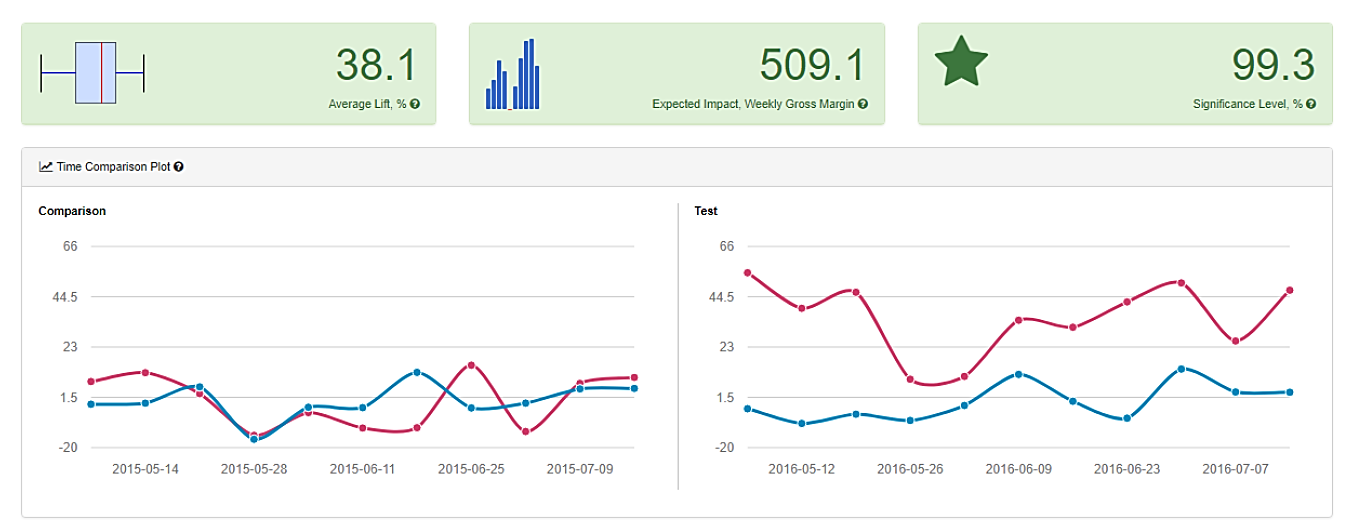 38.1
Average Lift, %
509.1
Expected Impact, Weekly Gross Margin
99.3
Significance Level, %
Time Comparison Plot
Comparison
66
44.5
23
1.5
-20
2015-05-14 2015-05-28 2015-06-11 2015-06-25 2015-07-09
Test
66
44.5
23
1.5
-20
2016-05-12 2016-05-26 2016-06-09 2016-06-23 2016-07-07